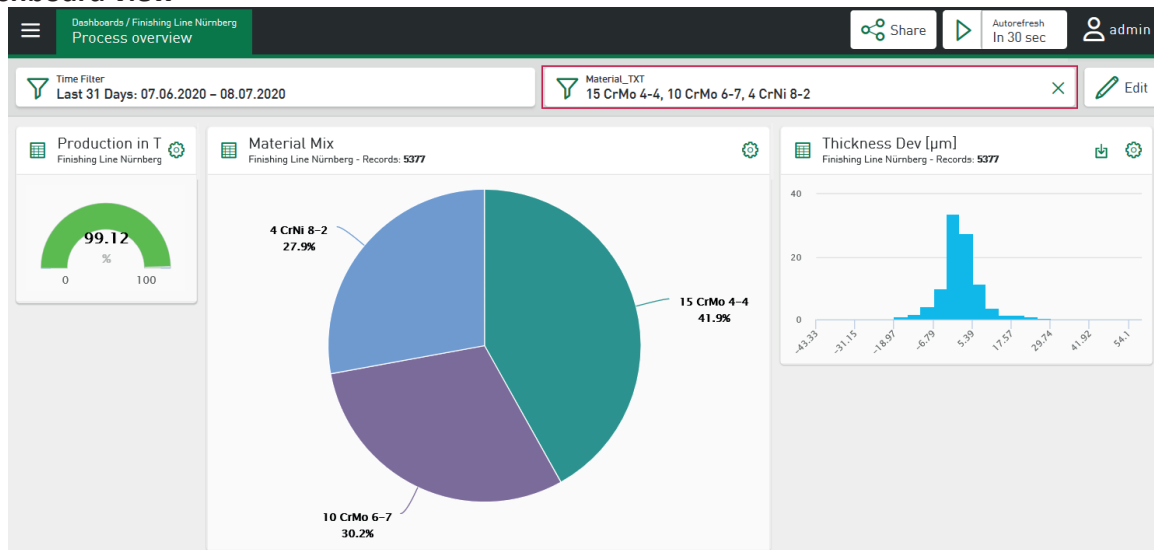 Dashboards / Finishing Line Nürnberg
Process overview
Share
Autorefresh
In 30 sec
admin
Time Filter
Last 31 Days: 07.06.2020 – 08.07.2020
Material_TXT
15 CrMo 4-4, 10 CrMo 6-7, 4 CrNi 8-2
Edit
Production in T
Finishing Line Nürnberg
99.12
%
0
100
Material Mix
Finishing Line Nürnberg - Records: 5377
4 CrNi 8-2
27.9%
15 CrMo 4-4
41.9%
10 CrMo 6-7
30.2%
Thickness Dev [µm]
Finishing Line Nürnberg - Records: 5377
40
20
0
-43.33
-31.15
-18.97
-6.79
5.39
17.57
29.74
41.92
54.1